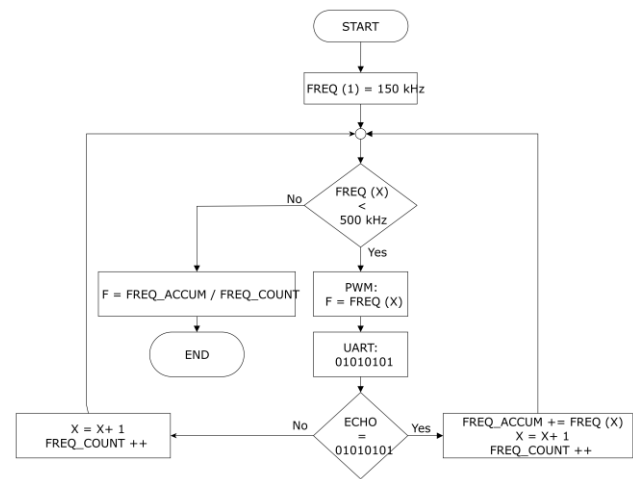 START
FREQ (1) = 150 kHz
FREQ (X)
<
500 kHz
No
Yes
F = FREQ_ACCUM / FREQ_COUNT
PWM:
F = FREQ (X)
END
UART:
01010101
ECHO
=
01010101
No
Yes
X = X+ 1
FREQ_COUNT ++
FREQ_ACCUM += FREQ (X)
X = X+ 1
FREQ_COUNT ++